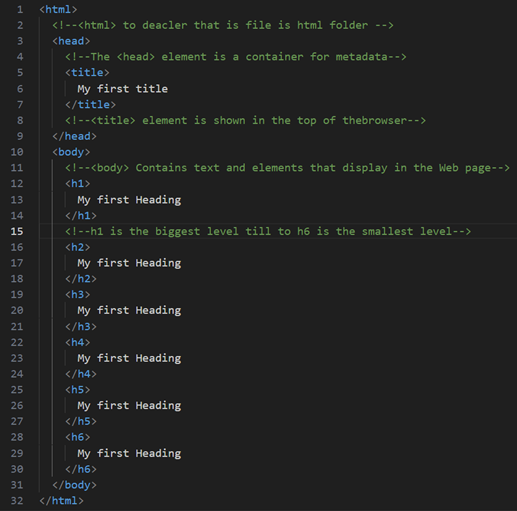 1 <html>
2 <!--<html> to deacler that is file is html folder -->
3 <head>
4 <!--The <head> element is a container for metadata-->
5 <title>
6 My first title
7 </title>
8 <!--<title> element is shown in the top of thebrowser-->
9 </head>
10 <body>
11 <!--<body> Contains text and elements that display in the Web page-->
12 <h1>
13 My first Heading
14 </h1>
15 <!--h1 is the biggest level till to h6 is the smallest level-->
16 <h2>
17 My first Heading
18 </h2>
19 <h3>
20 My first Heading
21 </h3>
22 <h4>
23 My first Heading
24 </h4>
25 <h5>
26 My first Heading
27 </h5>
28 <h6>
29 My first Heading
30 </h6>
31 </body>
32 </html>